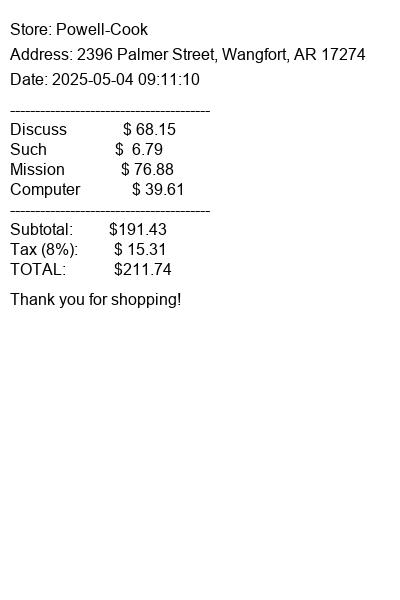 Store: Powell-Cook
Address: 2396 Palmer Street, Wangfort, AR 17274
Date: 2025-05-04 09:11:10
----------------------------------------
Discuss $ 68.15
Such $ 6.79
Mission $ 76.88
Computer $ 39.61
----------------------------------------
Subtotal: $191.43
Tax (8%): $ 15.31
TOTAL: $211.74
Thank you for shopping!